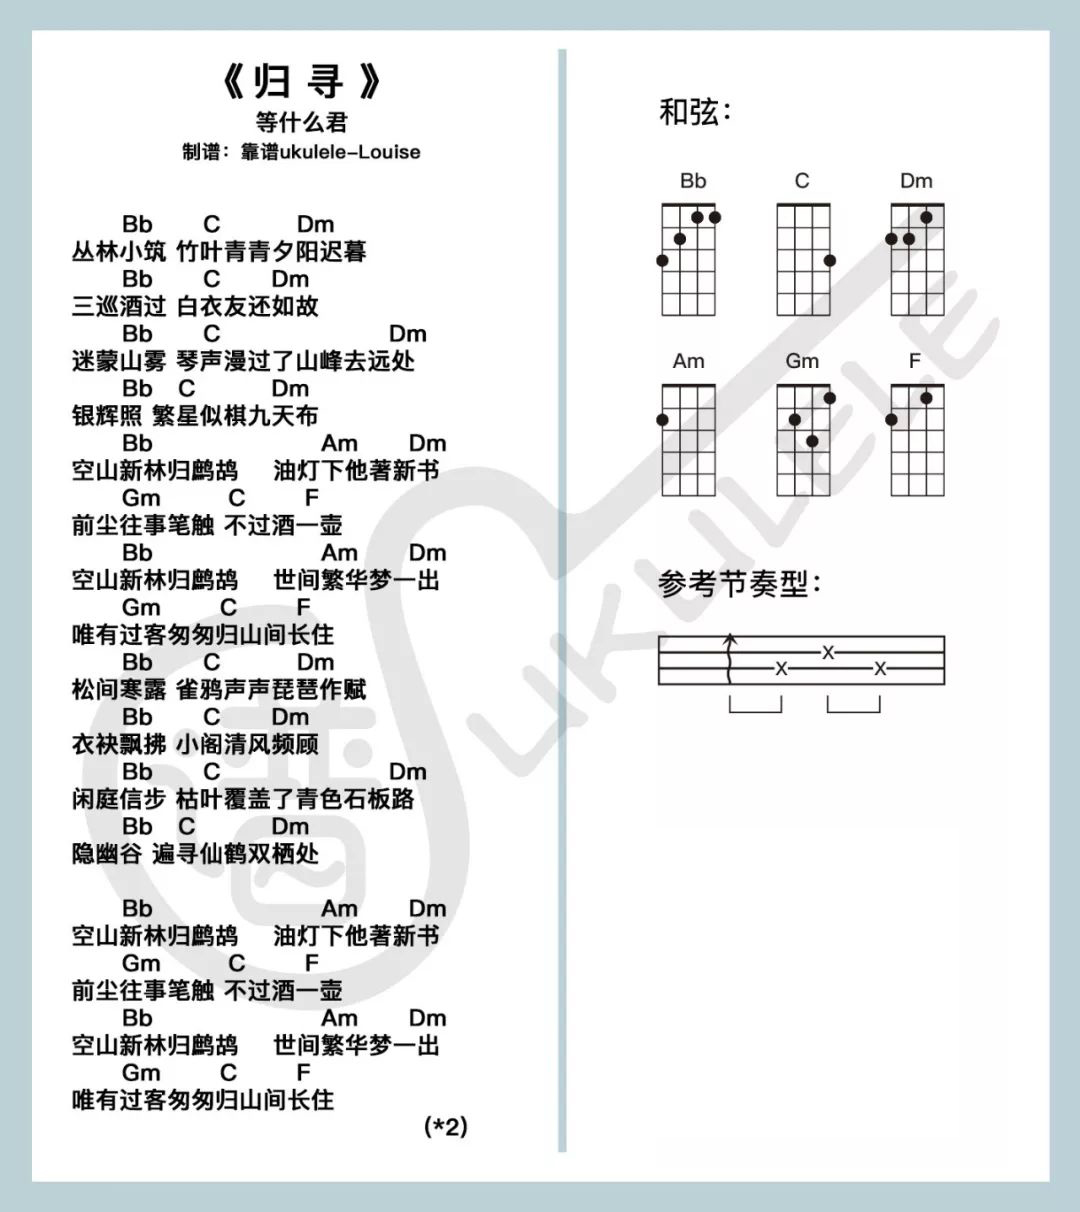 《归 寻》
等什么君
制谱：靠谱ukulele-Louise
Bb C Dm
丛林小筑 竹叶青青夕阳迟暮
Bb C Dm
三巡酒过 白衣友还如故
Bb C Dm
迷蒙山雾 琴声漫过了山峰去远处
Bb C Dm
银辉照 繁星似棋九天布
Bb Am Dm
空山新林归鹧鸪 油灯下他著新书
Gm C F
前尘往事笔触 不过酒一壶
Bb Am Dm
空山新林归鹧鸪 世间繁华梦一出
Gm C F
唯有过客匆匆归山间长住
Bb C Dm
松间寒露 雀鸦声声琵琶作赋
Bb C Dm
衣袂飘拂 小阁清风频顾
Bb C Dm
闲庭信步 枯叶覆盖了青色石板路
Bb C Dm
隐幽谷 遍寻仙鹤双栖处
Bb Am Dm
空山新林归鹧鸪 油灯下他著新书
Gm C F
前尘往事笔触 不过酒一壶
Bb Am Dm
空山新林归鹧鸪 世间繁华梦一出
Gm C F
唯有过客匆匆归山间长住
(*2)
和弦：
Bb C Dm
Am Gm F
参考节奏型：
X X X
谱 UKULELE